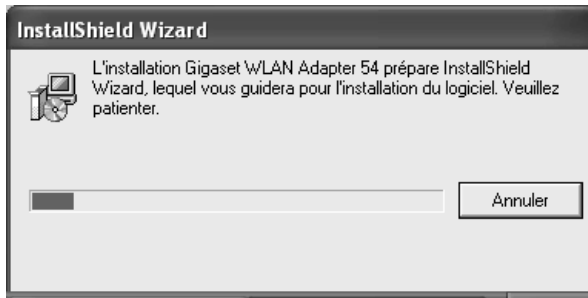 InstallShield Wizard
L'installation Gigaset WLAN Adapter 54 prépare InstallShield
Wizard, lequel vous guidera pour l'installation du logiciel. Veuillez
patienter.
Annuler